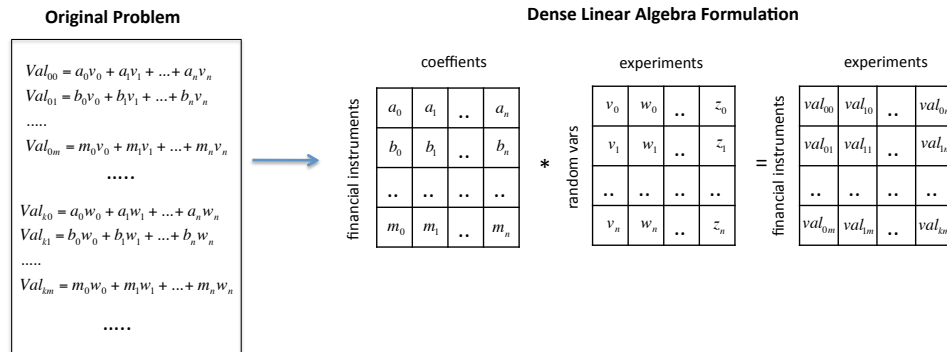 Original Problem
Dense Linear Algebra Formulation
Val₀₀ = a₀v₀ + a₁v₁ + ...+ aₙvₙ
Val₀₁ = b₀v₀ + b₁v₁ + ...+ bₙvₙ
.....
Val₀ₘ = m₀v₀ + m₁v₁ + ...+ mₙvₙ
.....
Valₖ₀ = a₀w₀ + a₁w₁ + ...+ aₙwₙ
Valₖ₁ = b₀w₀ + b₁w₁ + ...+ bₙwₙ
.....
Valₖₘ = m₀w₀ + m₁w₁ + ...+ mₙwₙ
.....
coeffients
financial instruments
a₀ a₁ .. aₙ
b₀ b₁ .. bₙ
.. .. .. ..
m₀ m₁ .. mₙ
*
experiments
random vars
v₀ w₀ .. z₀
v₁ w₁ .. z₁
.. .. .. ..
vₙ wₙ .. zₙ
=
experiments
financial instruments
val₀₀ val₁₀ ..
val₀₁ val₁₁ ..
.. .. .. ..
val₀ₘ val₁ₘ ..